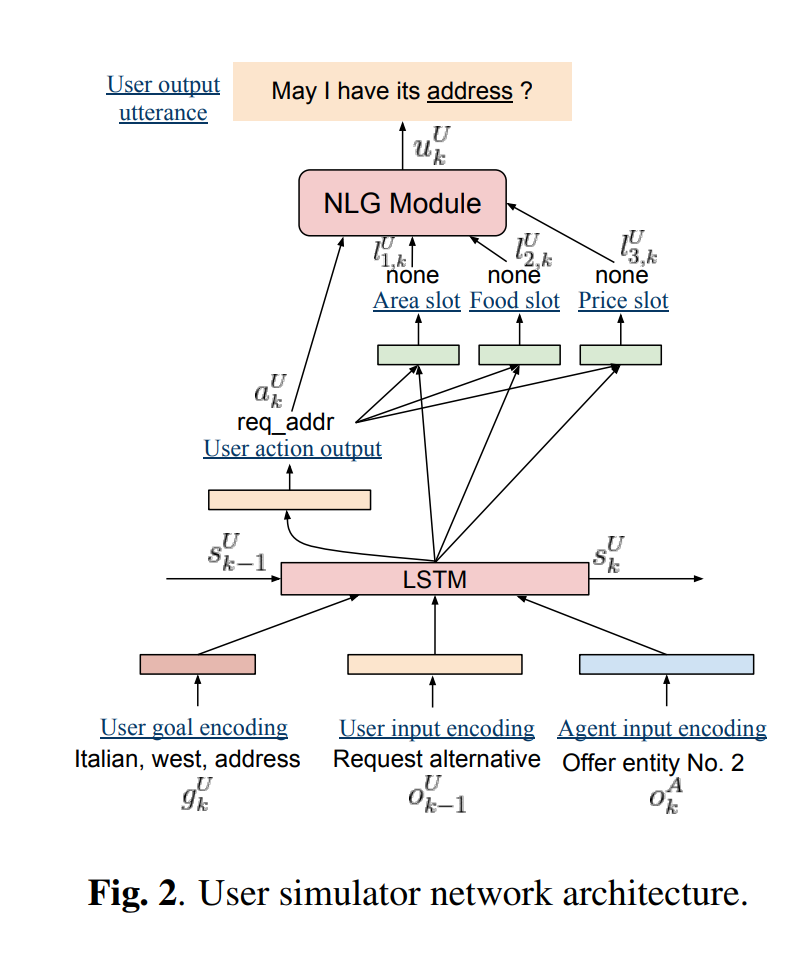 User output
utterance
May I have its address ?
u_k^U
NLG Module
l_{1,k}^U
l_{2,k}^U
l_{3,k}^U
none
none
none
Area slot
Food slot
Price slot
a_k^U
req_addr
User action output
s_{k-1}^U
s_k^U
LSTM
User goal encoding
User input encoding
Agent input encoding
Italian, west, address
Request alternative
Offer entity No. 2
g_k^U
o_{k-1}^U
o_k^A
Fig. 2. User simulator network architecture.